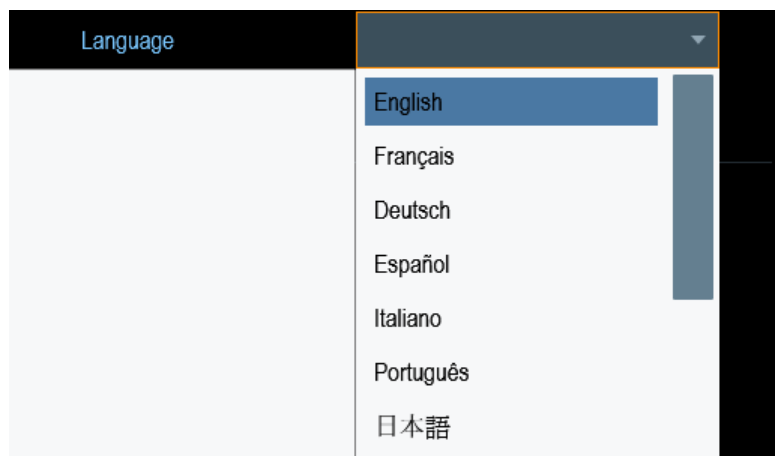 Language
English
Français
Deutsch
Español
Italiano
Português
日本語